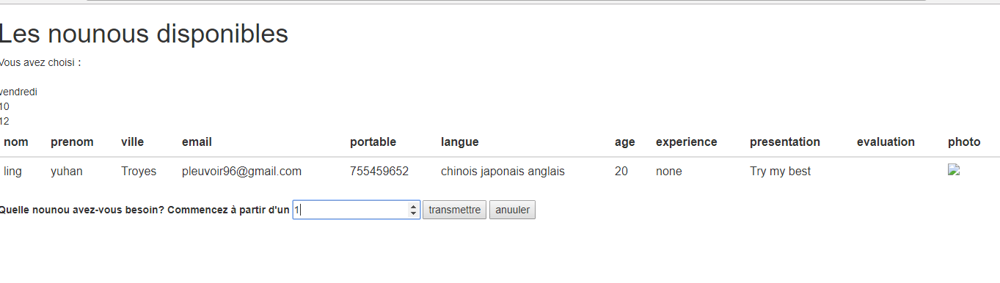 Les nounous disponibles
Vous avez choisi :
vendredi
10
12
nom prenom ville email portable langue age experience presentation evaluation photo
ling yuhan Troyes pleuvoir96@gmail.com 755459652 chinois japonais anglais 20 none Try my best
Quelle nounou avez-vous besoin? Commencez à partir d'un 1 transmettre anuuler